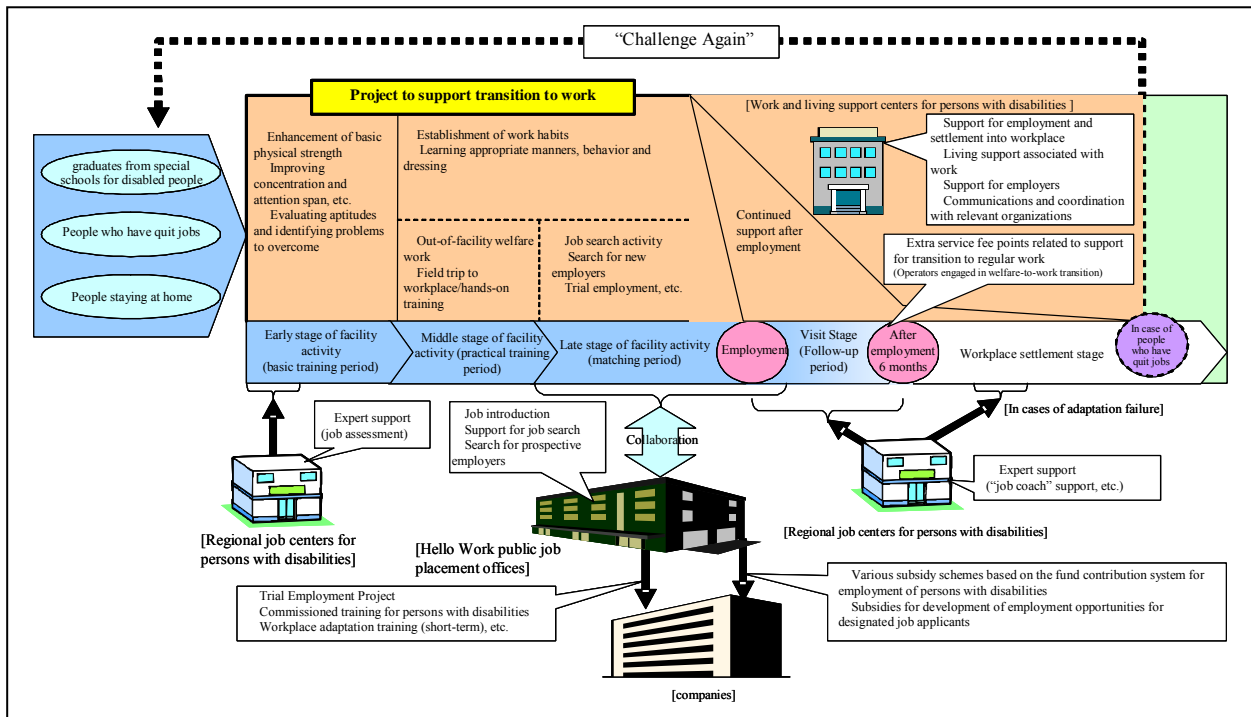 “Challenge Again”
Project to support transition to work
[Work and living support centers for persons with disabilities ]
graduates from special
schools for disabled people
People who have quit jobs
People staying at home
Enhancement of basic
physical strength
Improving
concentration and
attention span, etc.
Evaluating aptitudes
and identifying problems
to overcome
Establishment of work habits
Learning appropriate manners, behavior and
dressing
Out-of-facility welfare
work
Field trip to
workplace/hands-on
training
Job search activity
Search for new
employers
Trial employment, etc.
Continued
support after
employment
Support for employment and
settlement into workplace
Living support associated with
work
Support for employers
Communications and coordination
with relevant organizations
Extra service fee points related to support
for transition to regular work
(Operators engaged in welfare-to-work transition)
Early stage of facility
activity
(basic training period)
Middle stage of facility
activity (practical training
period)
Late stage of facility activity
(matching period)
Employment
Visit Stage
(Follow-up
period)
After
employment
6 months
Workplace settlement stage
In case of
people
who have
quit jobs
Expert support
(job assessment)
[Regional job centers for
persons with disabilities]
Job introduction
Support for job search
Search for prospective
employers
Collaboration
[Hello Work public job
placement offices]
[In cases of adaptation failure]
Expert support
(“job coach” support, etc.)
[Regional job centers for persons with disabilities]
Trial Employment Project
Commissioned training for persons with disabilities
Workplace adaptation training (short-term), etc.
Various subsidy schemes based on the fund contribution system for
employment of persons with disabilities
Subsidies for development of employment opportunities for
designated job applicants
[companies]